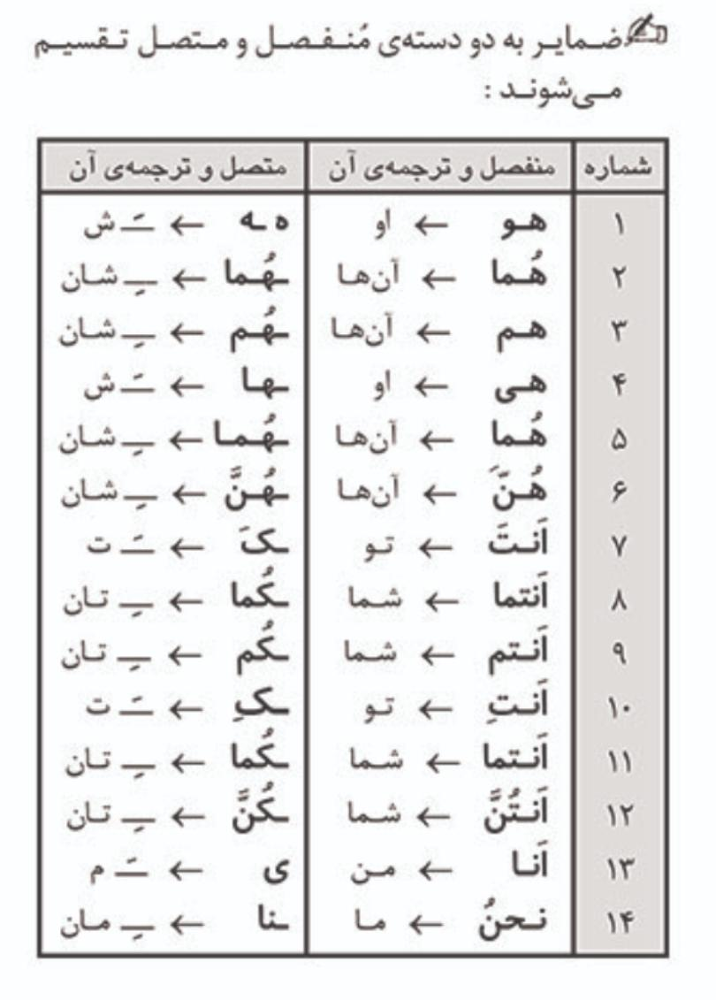 ضمایر به دو دسته‌ی مُنفصل و متصل تقسیم
می‌شوند :
شماره منفصل و ترجمه‌ی آن متصل و ترجمه‌ی آن
۱ هو ← او ه ـه ← ـَ ش
۲ هُما ← آن‌ها ـهُما ← ـِ شان
۳ هم ← آن‌ها ـهُم ← ـِ شان
۴ هی ← او ـها ← ـَ ش
۵ هُما ← آن‌ها ـهُما ← ـِ شان
۶ هُنَّ ← آن‌ها ـهُنَّ ← ـِ شان
۷ اَنتَ ← تو ـکَ ← ـَ ت
۸ اَنتما ← شما ـکُما ← ـِ تان
۹ اَنتم ← شما ـکُم ← ـِ تان
۱۰ اَنتِ ← تو ـکِ ← ـَ ت
۱۱ اَنتما ← شما ـکُما ← ـِ تان
۱۲ اَنتُنَّ ← شما ـکُنَّ ← ـِ تان
۱۳ اَنا ← من ی ← ـَ م
۱۴ نحنُ ← ما ـنا ← ـِ مان